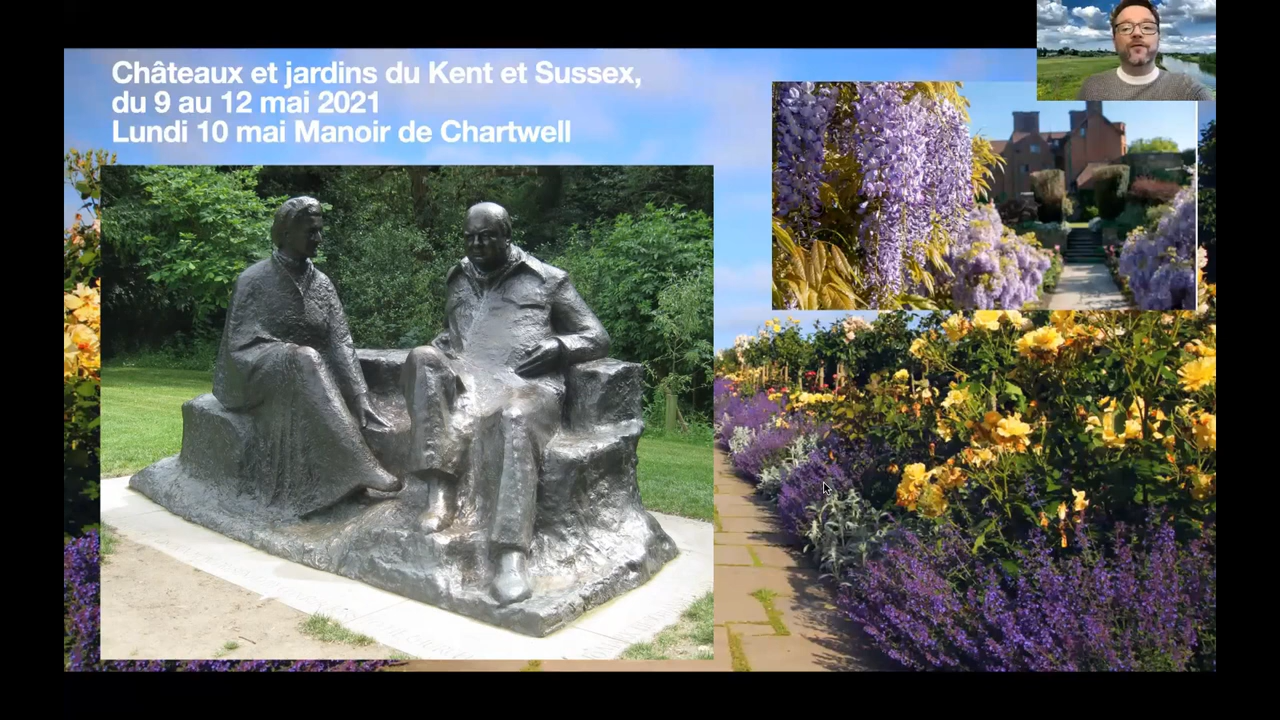 Châteaux et jardins du Kent et Sussex,
du 9 au 12 mai 2021
Lundi 10 mai Manoir de Chartwell